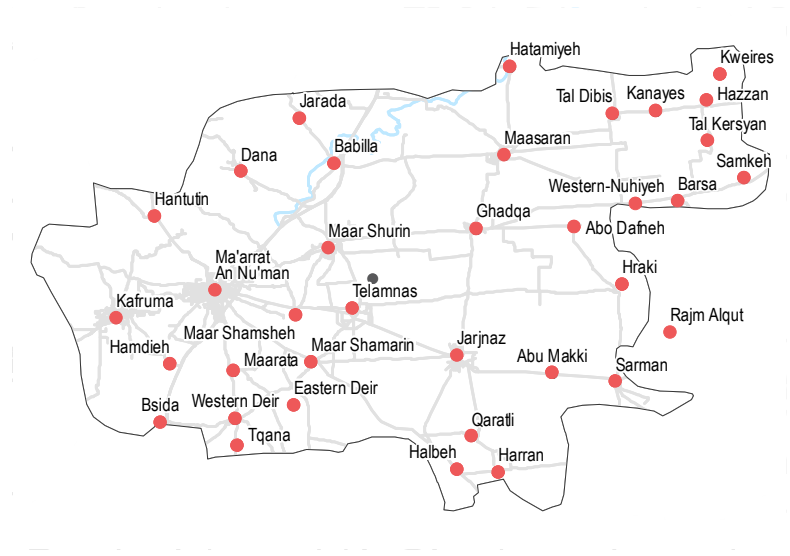 Hatamiyeh
Kweires
Tal Dibis
Kanayes
Hazzan
Jarada
Tal Kersyan
Babilla
Maasaran
Dana
Samkeh
Western-Nuhiyeh
Barsa
Hantutin
Ghadqa
Abo Dafneh
Maar Shurin
Ma'arrat
An Nu'man
Hraki
Telamnas
Kafruma
Rajm Alqut
Maar Shamsheh
Maar Shamarin
Jarjnaz
Hamdieh
Maarata
Abu Makki
Sarman
Eastern Deir
Bsida
Western Deir
Qaratli
Tqana
Halbeh
Harran